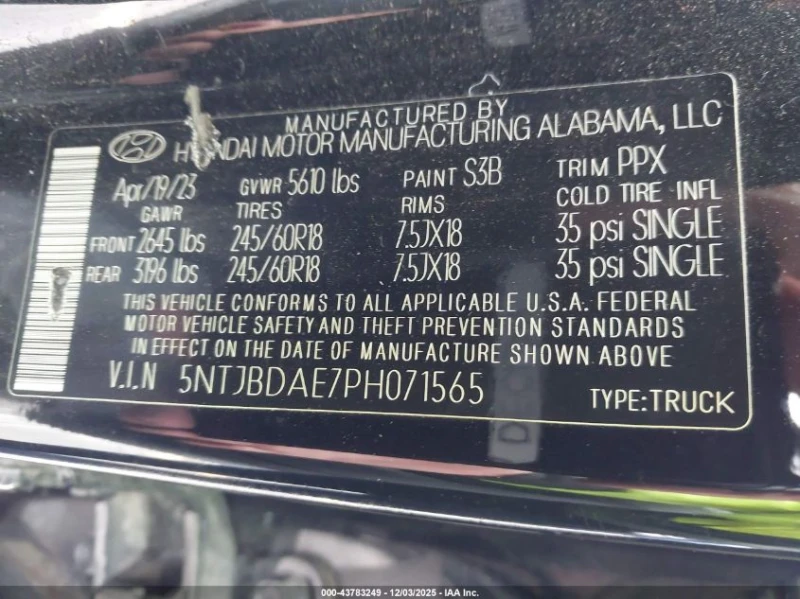 MANUFACTURED BY
HYUNDAI MOTOR MANUFACTURING ALABAMA, LLC
Apr/19/23 GVWR 5610 lbs PAINT S3B TRIM PPX
GAWR TIRES RIMS COLD TIRE INFL
FRONT 2645 lbs 245/60R18 7.5JX18 35 psi SINGLE
REAR 3196 lbs 245/60R18 7.5JX18 35 psi SINGLE
THIS VEHICLE CONFORMS TO ALL APPLICABLE U.S.A. FEDERAL
MOTOR VEHICLE SAFETY AND THEFT PREVENTION STANDARDS
IN EFFECT ON THE DATE OF MANUFACTURE SHOWN ABOVE
V.I.N 5NTJBDAE7PH071565 TYPE:TRUCK
000-43783249 - 12/03/2025 - IAA Inc.